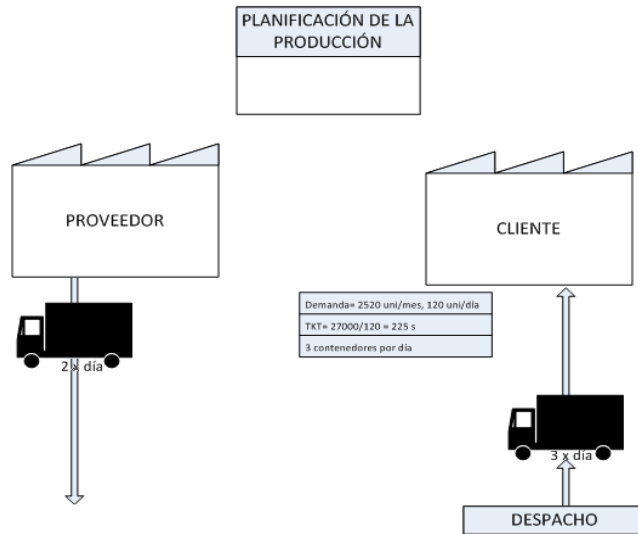 PLANIFICACIÓN DE LA
PRODUCCIÓN
PROVEEDOR
CLIENTE
Demanda= 2520 uni/mes, 120 uni/día
TKT= 27000/120 = 225 s
3 contenedores por día
2 x día
3 x día
DESPACHO